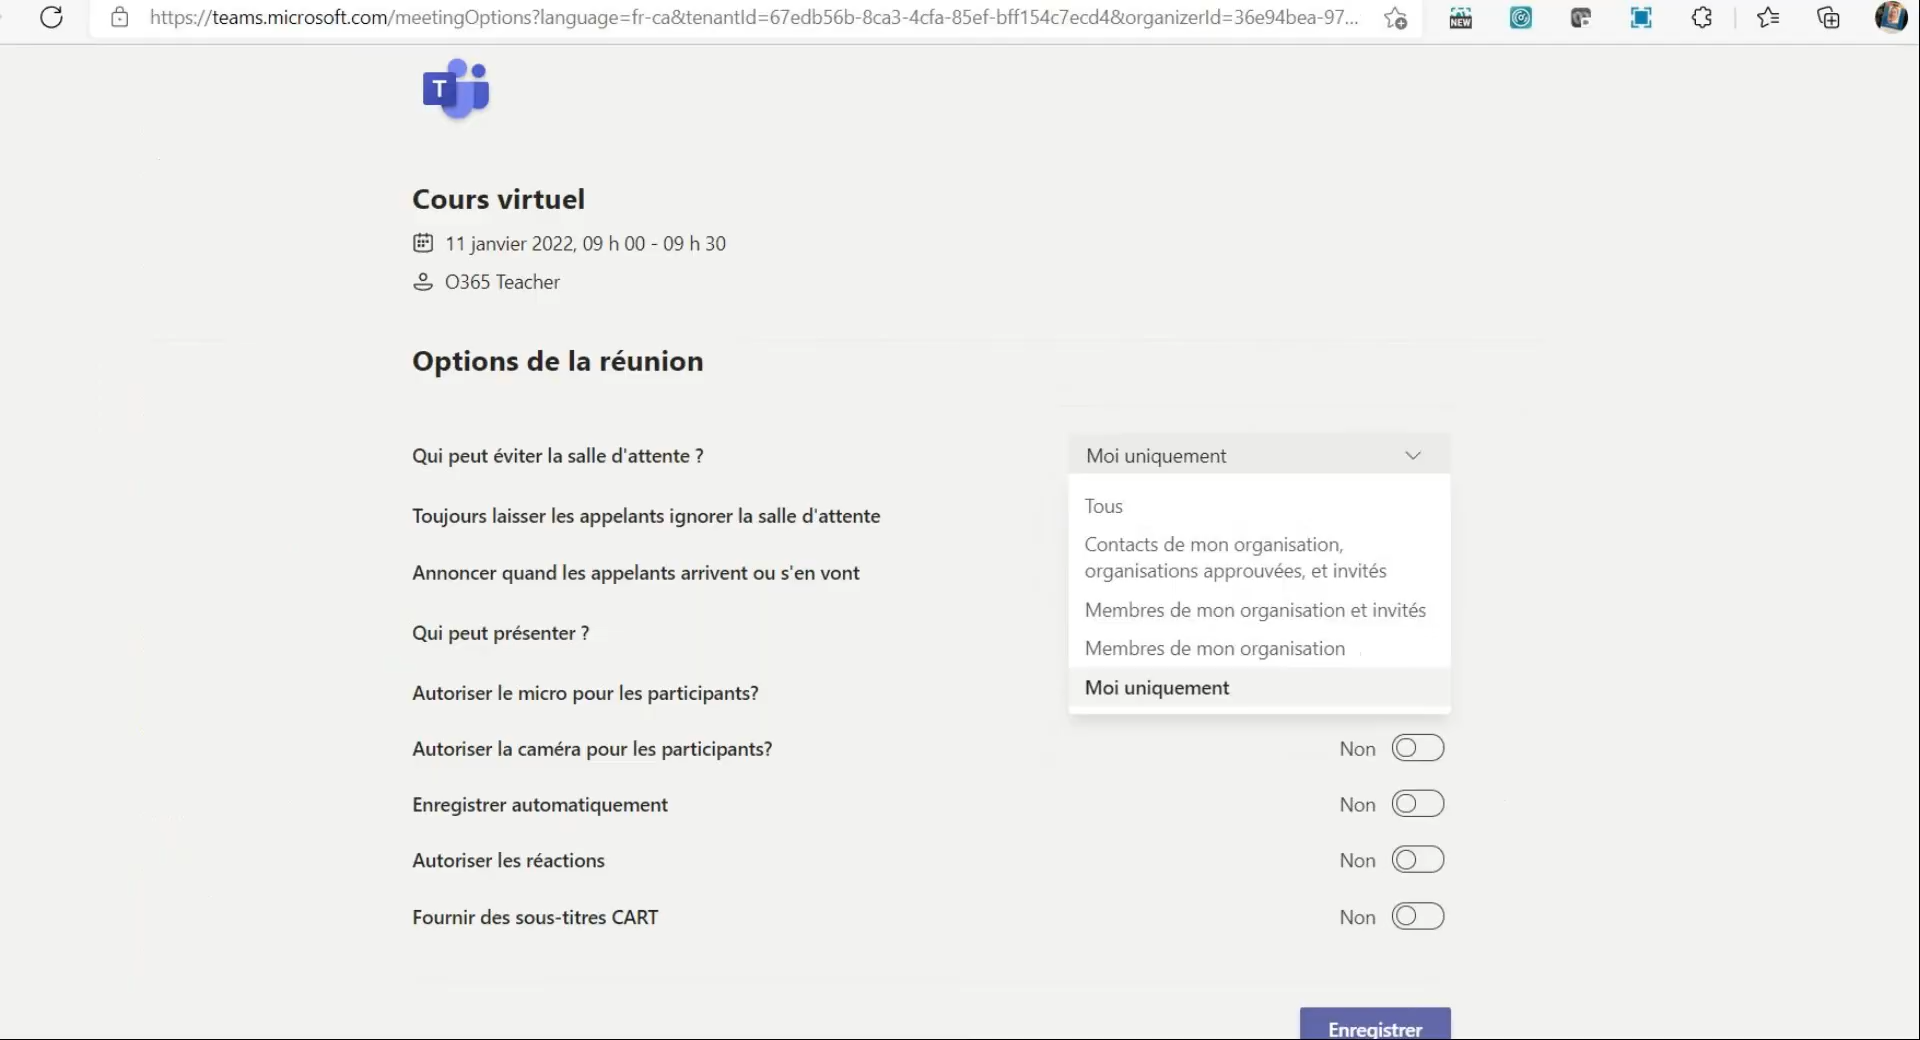 https://teams.microsoft.com/meetingOptions?language=fr-ca&tenantId=67edb56b-8ca3-4cfa-85ef-bff154c7ecd4&organizerId=36e94bea-97...
NEW
T
Cours virtuel
11 janvier 2022, 09 h 00 - 09 h 30
O365 Teacher
Options de la réunion
Qui peut éviter la salle d'attente ?
Moi uniquement
Tous
Toujours laisser les appelants ignorer la salle d'attente
Contacts de mon organisation,
organisations approuvées, et invités
Annoncer quand les appelants arrivent ou s'en vont
Membres de mon organisation et invités
Qui peut présenter ?
Membres de mon organisation
Moi uniquement
Autoriser le micro pour les participants?
Autoriser la caméra pour les participants?
Non
Enregistrer automatiquement
Non
Autoriser les réactions
Non
Fournir des sous-titres CART
Non
Enregistrer